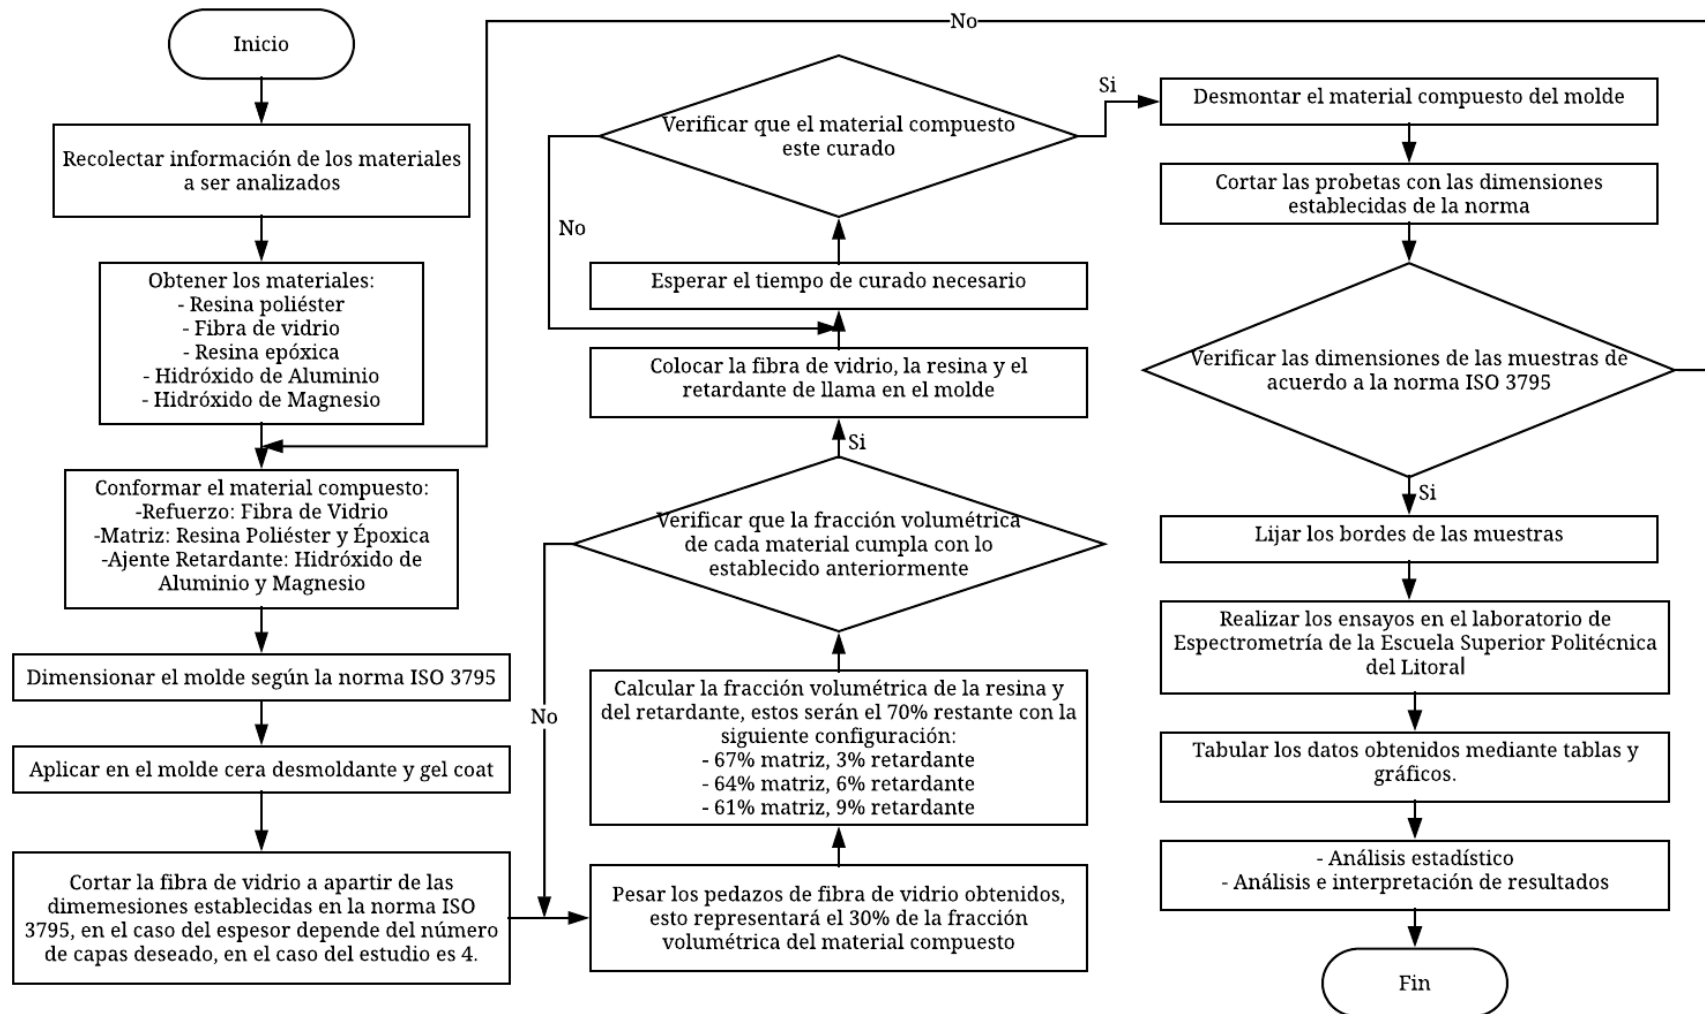 Inicio
Recolectar información de los materiales
a ser analizados
Obtener los materiales:
- Resina poliéster
- Fibra de vidrio
- Resina epóxica
- Hidróxido de Aluminio
- Hidróxido de Magnesio
Conformar el material compuesto:
-Refuerzo: Fibra de Vidrio
-Matriz: Resina Poliéster y Époxica
-Ajente Retardante: Hidróxido de
Aluminio y Magnesio
Dimensionar el molde según la norma ISO 3795
Aplicar en el molde cera desmoldante y gel coat
Cortar la fibra de vidrio a apartir de las
dimemesiones establecidas en la norma ISO
3795, en el caso del espesor depende del número
de capas deseado, en el caso del estudio es 4.
Pesar los pedazos de fibra de vidrio obtenidos,
esto representará el 30% de la fracción
volumétrica del material compuesto
Calcular la fracción volumétrica de la resina y
del retardante, estos serán el 70% restante con la
siguiente configuración:
- 67% matriz, 3% retardante
- 64% matriz, 6% retardante
- 61% matriz, 9% retardante
Verificar que la fracción volumétrica
de cada material cumpla con lo
establecido anteriormente
No
Si
Colocar la fibra de vidrio, la resina y el
retardante de llama en el molde
Esperar el tiempo de curado necesario
Verificar que el material compuesto
este curado
No
Si
Desmontar el material compuesto del molde
Cortar las probetas con las dimensiones
establecidas de la norma
Verificar las dimensiones de las muestras de
acuerdo a la norma ISO 3795
No
Si
Lijar los bordes de las muestras
Realizar los ensayos en el laboratorio de
Espectrometría de la Escuela Superior Politécnica
del Litoral
Tabular los datos obtenidos mediante tablas y
gráficos.
- Análisis estadístico
- Análisis e interpretación de resultados
Fin